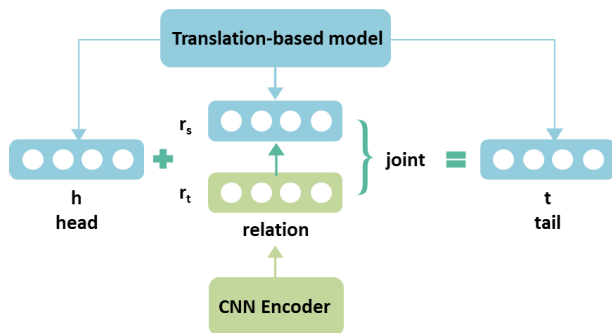 Translation-based model
rs
+
joint
=
rt
h
head
relation
t
tail
CNN Encoder